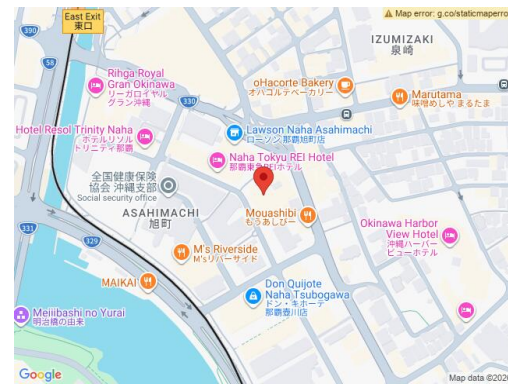 East Exit
東口
Map error: g.co/staticmaperro
390
58
IZUMIZAKI
泉崎
Rihga Royal
Gran Okinawa
リーガロイヤル
グラン沖縄
oHacorte Bakery
オハコルテベーカリー
330
Marutama
味噌めしや まるたま
Hotel Resol Trinity Naha
ホテルリソル
トリニティ那覇
Lawson Naha Asahimachi
ローソン 那覇旭町店
Naha Tokyu REI Hotel
那覇東急REIホテル
全国健康保険
協会 沖縄支部
Social security office
ASAHIMACHI
旭町
Mouashibi
もうあしびー
Okinawa Harbor
View Hotel
沖縄ハーバー
ビューホテル
331
329
M's Riverside
M'sリバーサイド
MAIKAI
Don Quijote
Naha Tsubogawa
ドン・キホーテ
那覇壺川店
Meijibashi no Yurai
明治橋の由来
Google
Map data ©2026